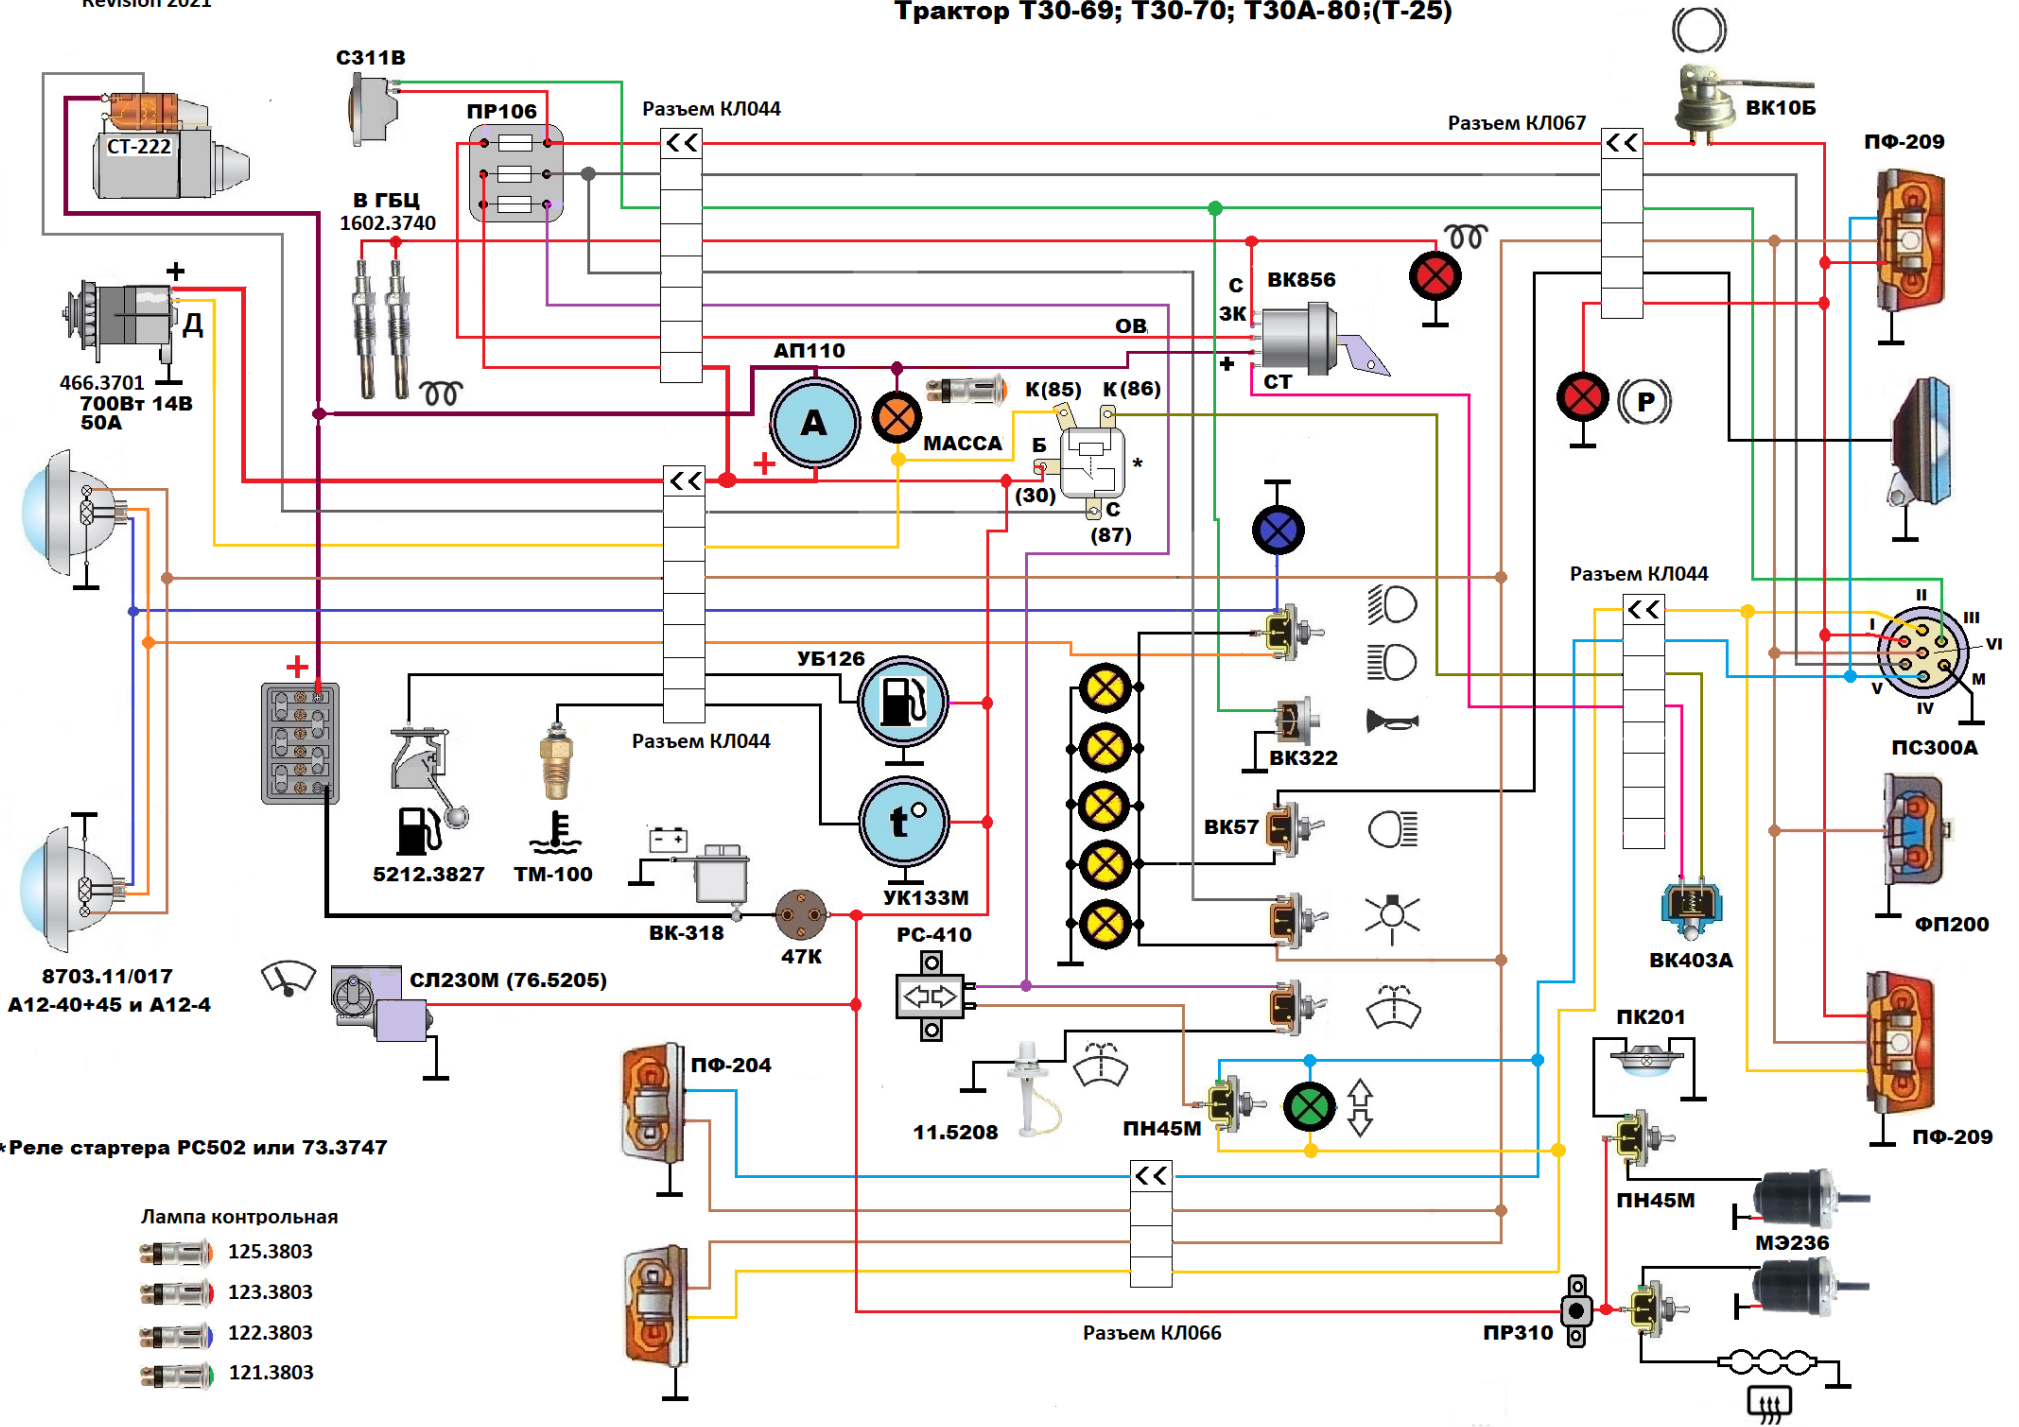 Revision 2021
Трактор Т30-69; Т30-70; Т30А-80;(Т-25)
С311В
ПР106
Разъем КЛ044
Разъем КЛ067
ВК10Б
ПФ-209
СТ-222
В ГБЦ
1602.3740
+
Д
466.3701
700Вт 14В
50А
ОВ
С
ЗК
ВК856
+
СТ
АП110
А
+
МАССА
К(85)
К(86)
Б
*
(30)
С
(87)
P
Разъем КЛ044
I
II
III
VI
V
IV
М
ПС300А
+
УБ126
Разъем КЛ044
t°
УК133М
5212.3827
ТМ-100
- +
ВК-318
47К
ВК322
ВК57
ВК403А
ФП200
8703.11/017
А12-40+45 и А12-4
СЛ230М (76.5205)
РС-410
ПФ-204
11.5208
ПН45М
ПК201
ПФ-209
ПН45М
МЭ236
*Реле стартера РС502 или 73.3747
Лампа контрольная
125.3803
123.3803
122.3803
121.3803
Разъем КЛ066
ПР310